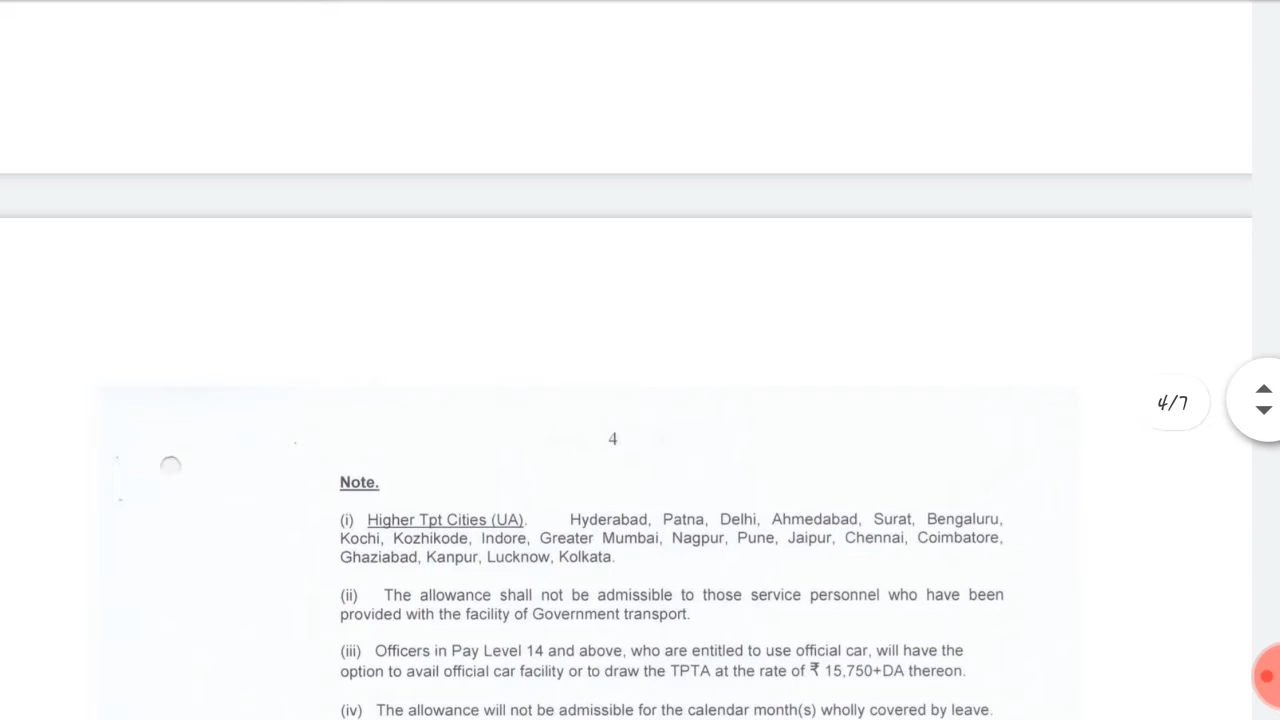 4/7
4
Note.
(i) Higher Tpt Cities (UA). Hyderabad, Patna, Delhi, Ahmedabad, Surat, Bengaluru,
Kochi, Kozhikode, Indore, Greater Mumbai, Nagpur, Pune, Jaipur, Chennai, Coimbatore,
Ghaziabad, Kanpur, Lucknow, Kolkata.
(ii) The allowance shall not be admissible to those service personnel who have been
provided with the facility of Government transport.
(iii) Officers in Pay Level 14 and above, who are entitled to use official car, will have the
option to avail official car facility or to draw the TPTA at the rate of ₹ 15,750+DA thereon.
(iv) The allowance will not be admissible for the calendar month(s) wholly covered by leave.